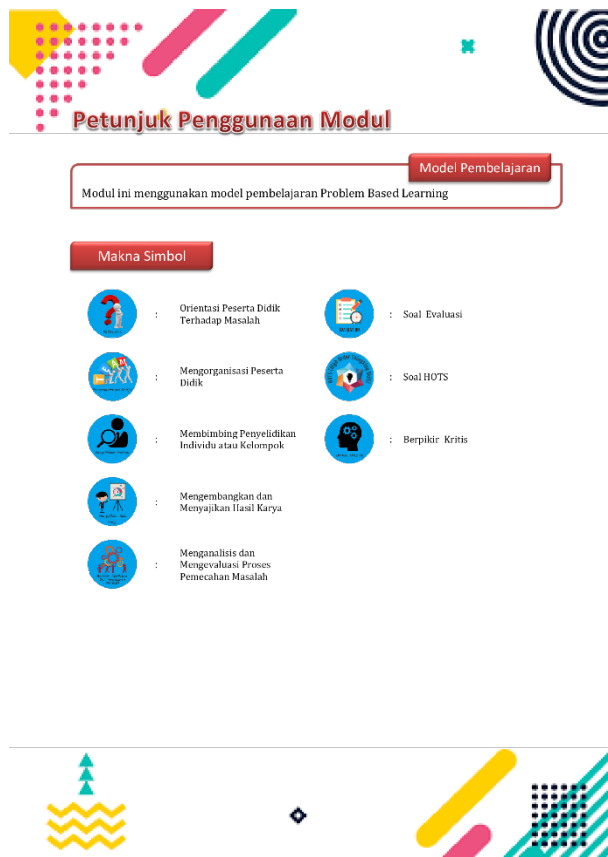 Petunjuk Penggunaan Modul
Model Pembelajaran
Modul ini menggunakan model pembelajaran Problem Based Learning
Makna Simbol
:
Orientasi Peserta Didik
Terhadap Masalah
:
Mengorganisasi Peserta
Didik
:
Membimbing Penyelidikan
Individu atau Kelompok
:
Mengembangkan dan
Menyajikan Hasil Karya
:
Menganalisis dan
Mengevaluasi Proses
Pemecahan Masalah
: Soal Evaluasi
: Soal HOTS
: Berpikir Kritis